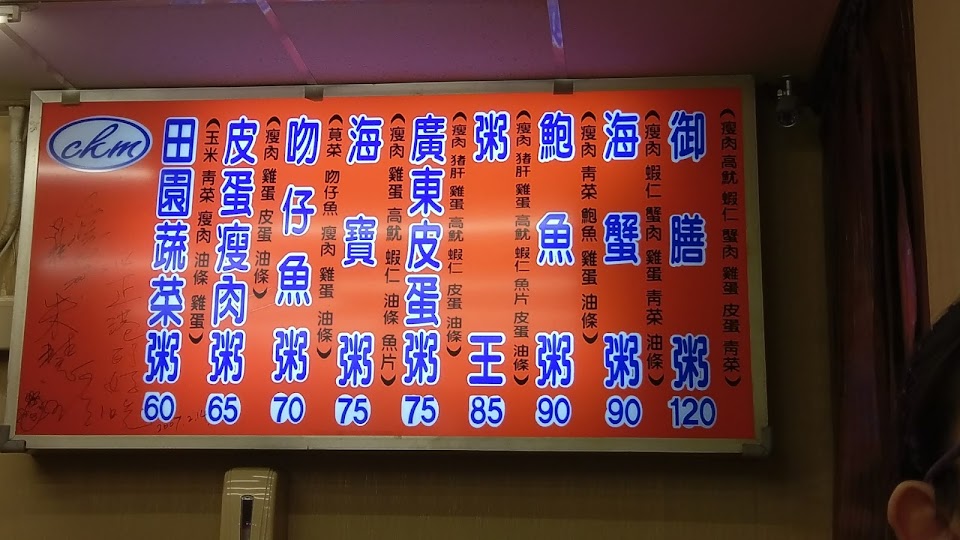 (瘦肉 高魷 蝦仁 蟹肉 雞蛋 皮蛋 青菜)
御膳粥 120
(瘦肉 蝦仁 蟹肉 雞蛋 青菜 油條)
海蟹粥 90
(瘦肉 青菜 鮑魚 雞蛋 油條)
鮑魚粥 90
(瘦肉 猪肝 雞蛋 高魷 蝦仁 魚片 皮蛋 油條)
粥王 85
(瘦肉 猪肝 雞蛋 高魷 蝦仁 皮蛋 油條)
廣東皮蛋粥 75
(瘦肉 雞蛋 高魷 蝦仁 油條 魚片)
海寶粥 75
(莧菜 吻仔魚 瘦肉 雞蛋 油條)
吻仔魚粥 70
(瘦肉 雞蛋 皮蛋 油條)
皮蛋瘦肉粥 65
(玉米 青菜 瘦肉 油條 雞蛋)
田園蔬菜粥 60
ckm